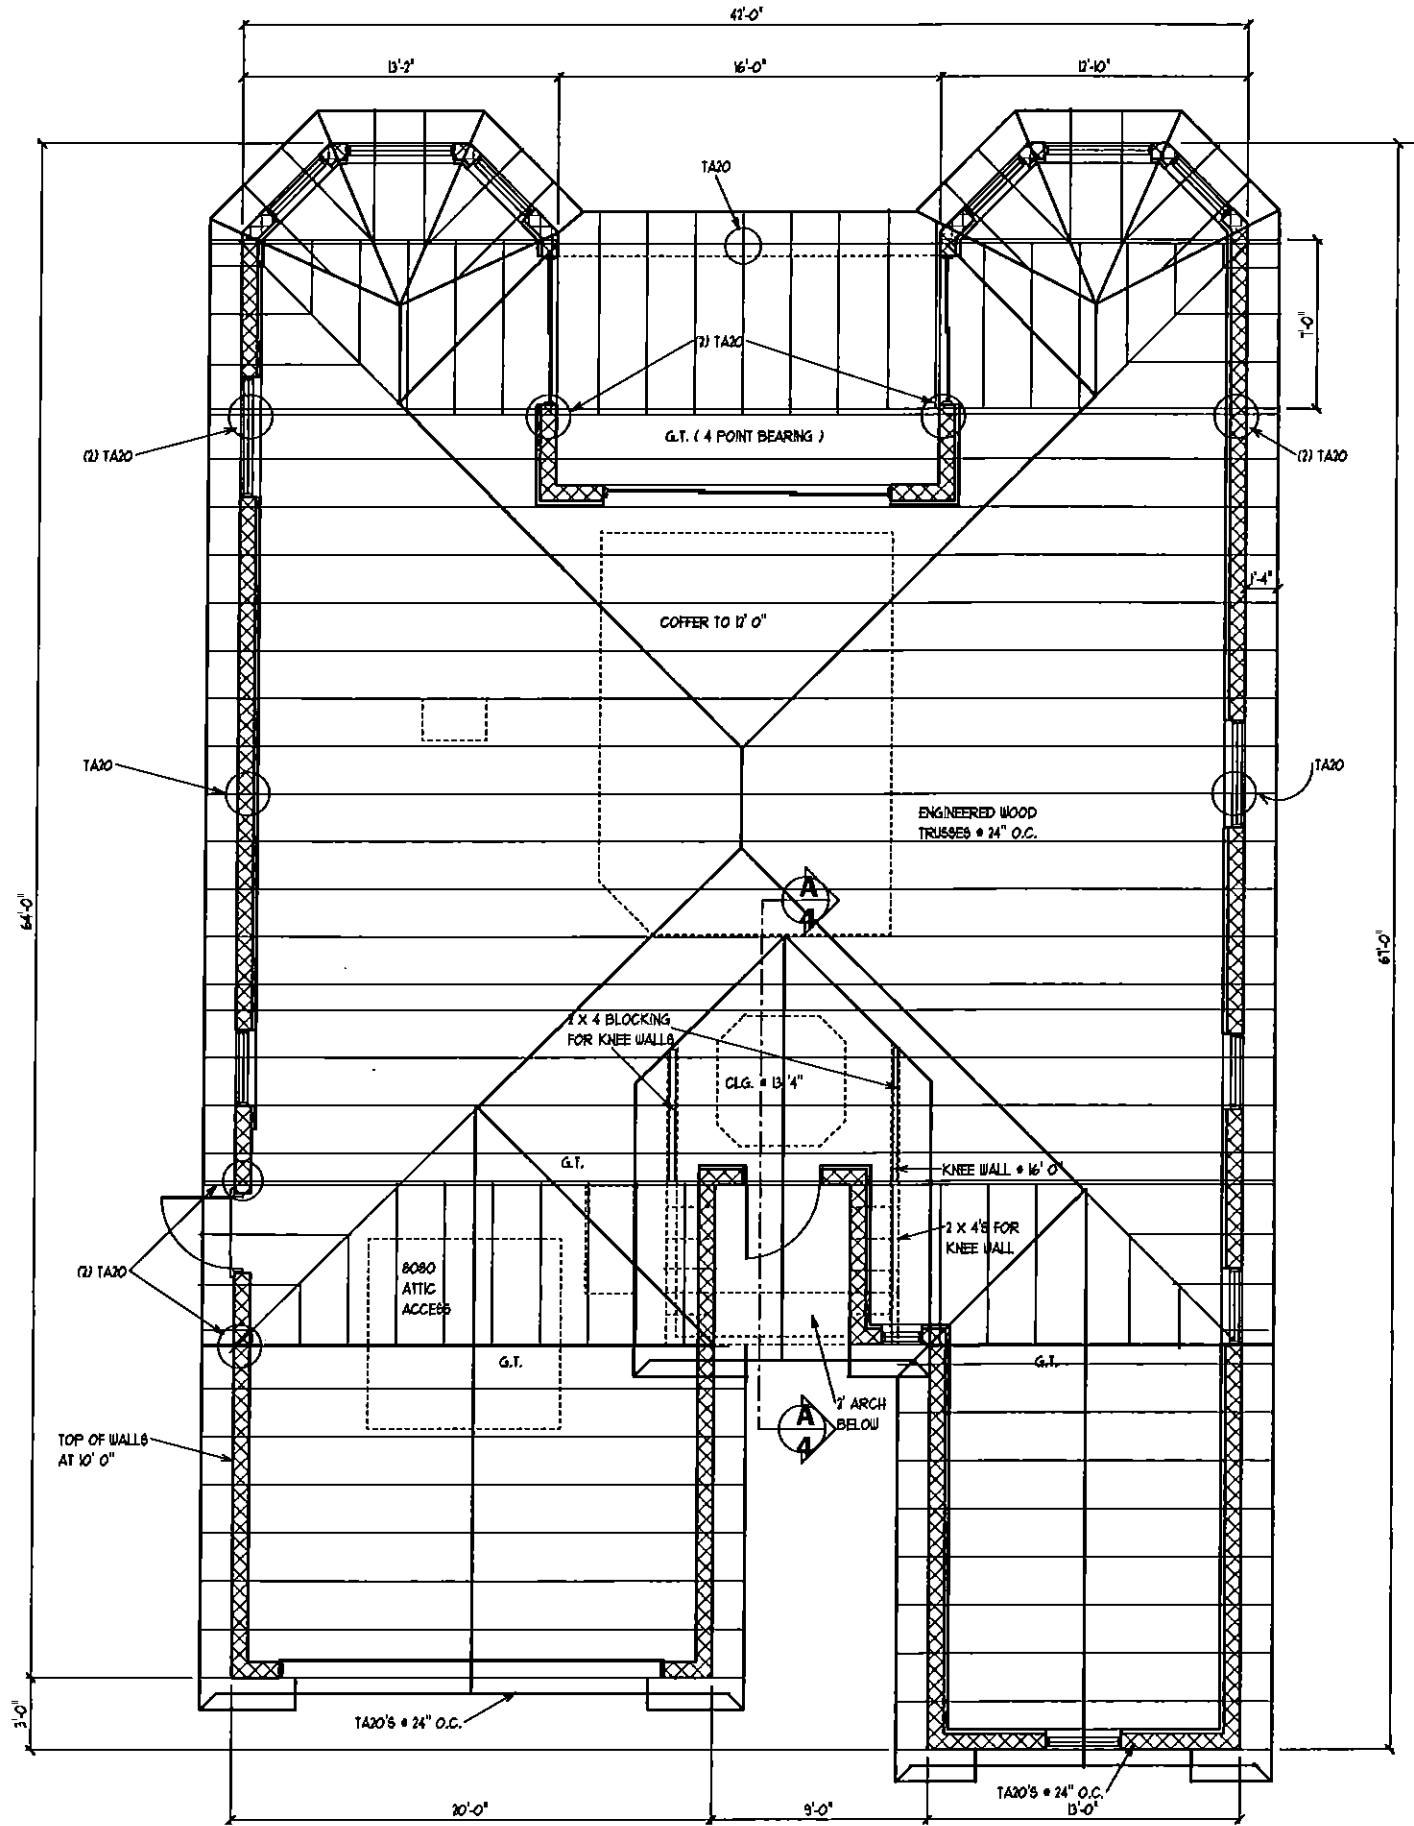 42'-0"
13'-2"
16'-0"
12'-10"
TA20
(2) TA20
7'-0"
G.T. ( 4 POINT BEARING )
(2) TA20
(2) TA20
1'-4"
COFFER TO 12' 0"
TA20
TA20
ENGINEERED WOOD
TRUSSES @ 24" O.C.
A
4
64'-0"
67'-0"
2 X 4 BLOCKING
FOR KNEE WALLS
CLG. @ 13'4"
G.T.
KNEE WALL @ 16' 0"
2 X 4'S FOR
KNEE WALL
(2) TA20
8080
ATTIC
ACCESS
G.T.
G.T.
2' ARCH
BELOW
A
4
TOP OF WALLS
AT 10' 0"
3'-0"
TA20'S @ 24" O.C.
TA20'S @ 24" O.C.
20'-0"
9'-0"
13'-0"